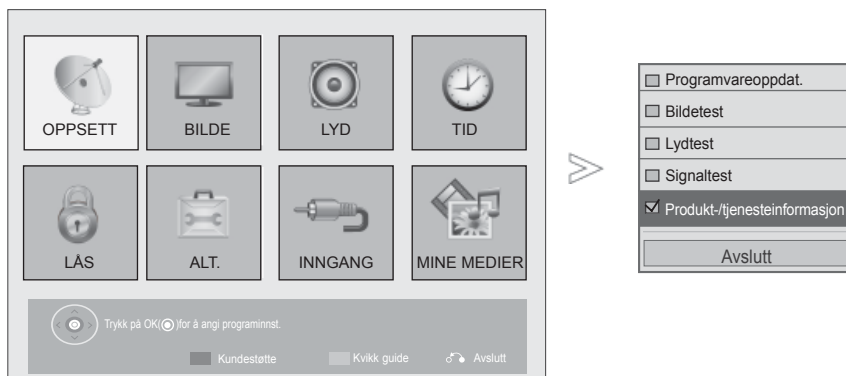 OPPSETT BILDE LYD TID
LÅS ALT. INNGANG MINE MEDIER
Trykk på OK( )for å angi programinnst.
Kundestøtte Kvikk guide Avslutt
Programvareoppdat.
Bildetest
Lydtest
Signaltest
Produkt-/tjenesteinformasjon
Avslutt